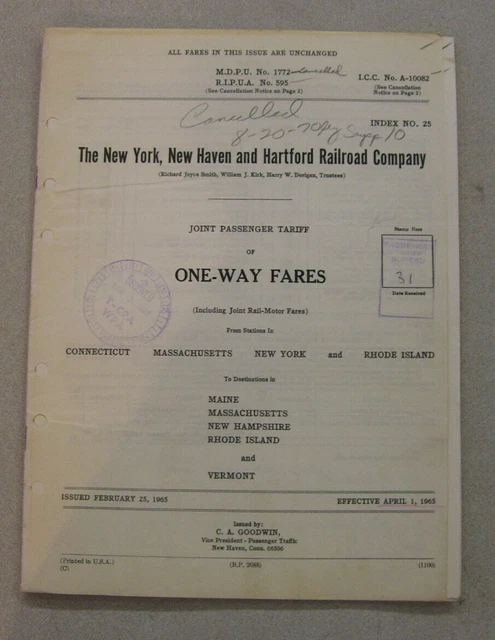 ALL FARES IN THIS ISSUE ARE UNCHANGED
M.D.P.U. No. 1772 cancelled
R.I.P.U.A. No. 595
(See Cancellation Notice on Page 2)
I.C.C. No. A-10082
(See Cancellation
Notice on Page 2)
Cancelled
8-20-70 by Supp 10
INDEX NO. 25
The New York, New Haven and Hartford Railroad Company
(Richard Joyce Smith, William J. Kirk, Harry W. Dorigan, Trustees)
JOINT PASSENGER TARIFF
OF
ONE-WAY FARES
(Including Joint Rail-Motor Fares)
Stamp Here
31
Date Received
From Stations In
CONNECTICUT MASSACHUSETTS NEW YORK and RHODE ISLAND
To Destinations in
MAINE
MASSACHUSETTS
NEW HAMPSHIRE
RHODE ISLAND
and
VERMONT
ISSUED FEBRUARY 25, 1965
EFFECTIVE APRIL 1, 1965
Issued by:
C. A. GOODWIN,
Vice President - Passenger Traffic
New Haven, Conn. 06506
(Printed in U.S.A.)
(C)
(B.P. 2088)
(1100)